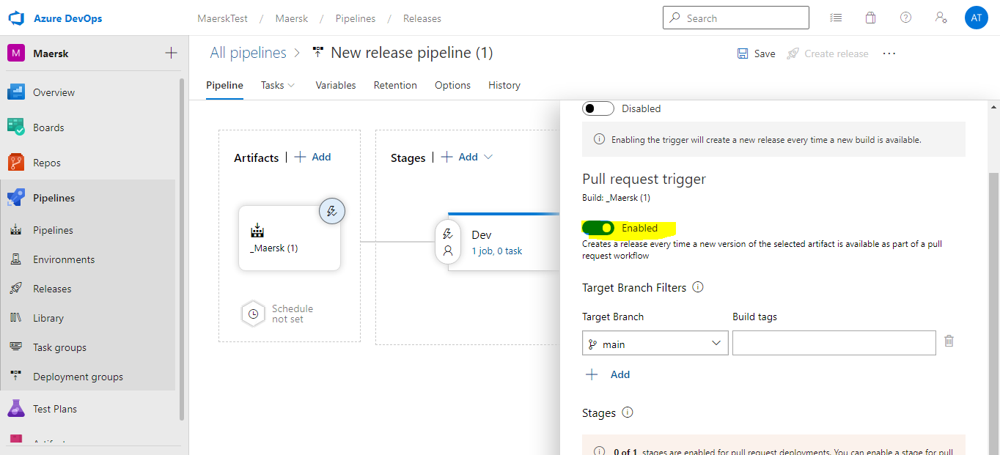 Azure DevOps
MaerskTest / Maersk / Pipelines / Releases
Search
AT
M Maersk
Overview
Boards
Repos
Pipelines
Pipelines
Environments
Releases
Library
Task groups
Deployment groups
Test Plans
All pipelines > New release pipeline (1)
Save
Create release
Pipeline
Tasks
Variables
Retention
Options
History
Artifacts | + Add
_Maersk (1)
Schedule
not set
Stages | + Add
Dev
1 job, 0 task
Disabled
Enabling the trigger will create a new release every time a new build is available.
Pull request trigger
Build: _Maersk (1)
Enabled
Creates a release every time a new version of the selected artifact is available as part of a pull
request workflow
Target Branch Filters
Target Branch
Build tags
main
+ Add
Stages
0 of 1 stages are enabled for pull request deployments. You can enable a stage for pull